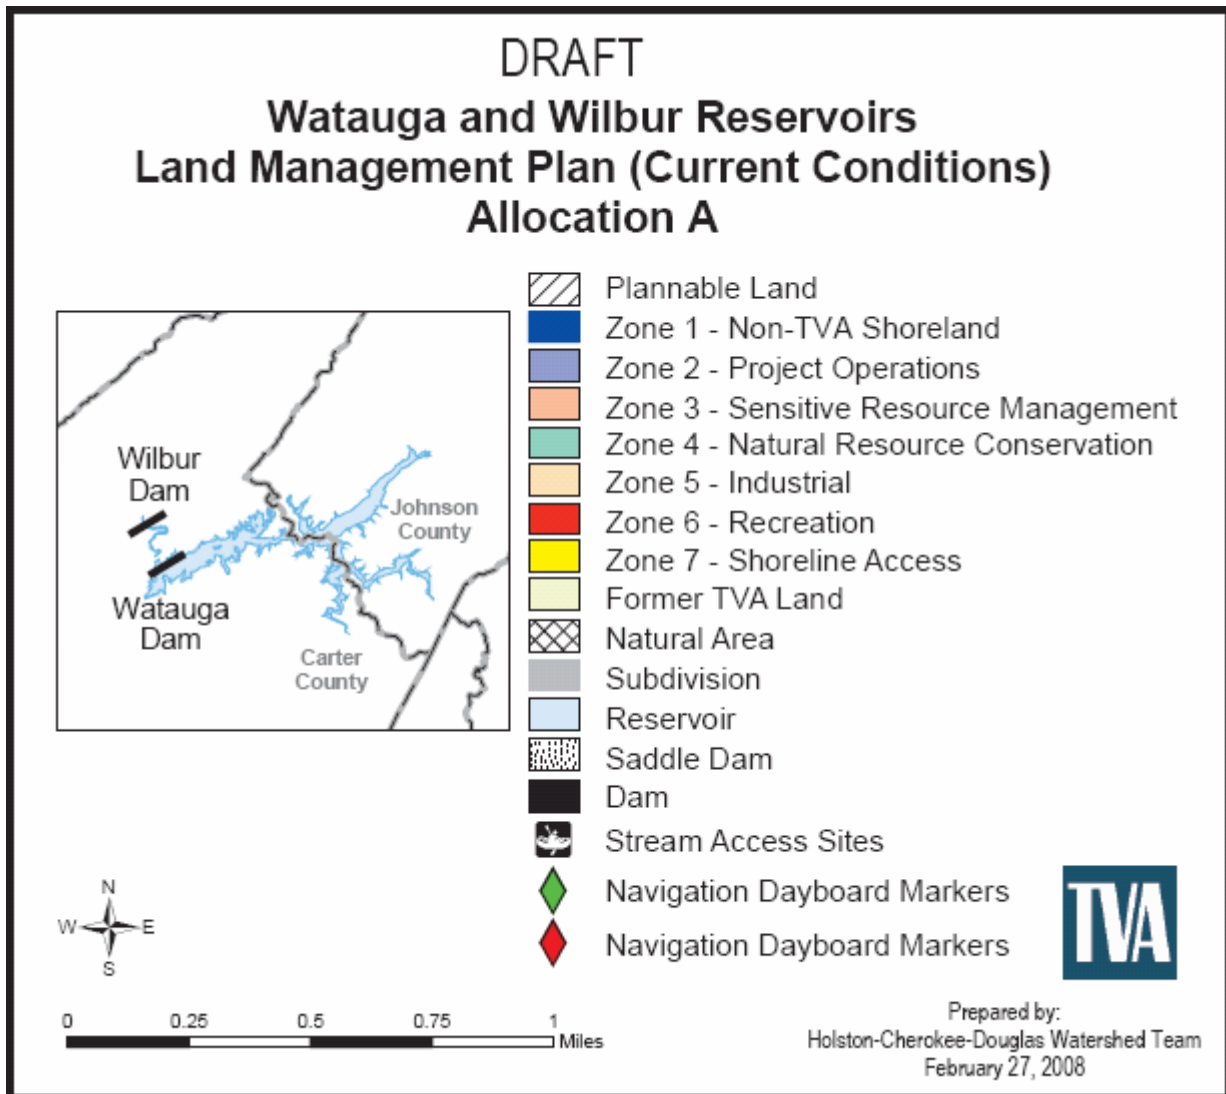 DRAFT
Watauga and Wilbur Reservoirs
Land Management Plan (Current Conditions)
Allocation A
Wilbur
Dam
Johnson
County
Watauga
Dam
Carter
County
Plannable Land
Zone 1 - Non-TVA Shoreland
Zone 2 - Project Operations
Zone 3 - Sensitive Resource Management
Zone 4 - Natural Resource Conservation
Zone 5 - Industrial
Zone 6 - Recreation
Zone 7 - Shoreline Access
Former TVA Land
Natural Area
Subdivision
Reservoir
Saddle Dam
Dam
Stream Access Sites
Navigation Dayboard Markers
Navigation Dayboard Markers
N
W E
S
TVA
0 0.25 0.5 0.75 1
Miles
Prepared by:
Holston-Cherokee-Douglas Watershed Team
February 27, 2008